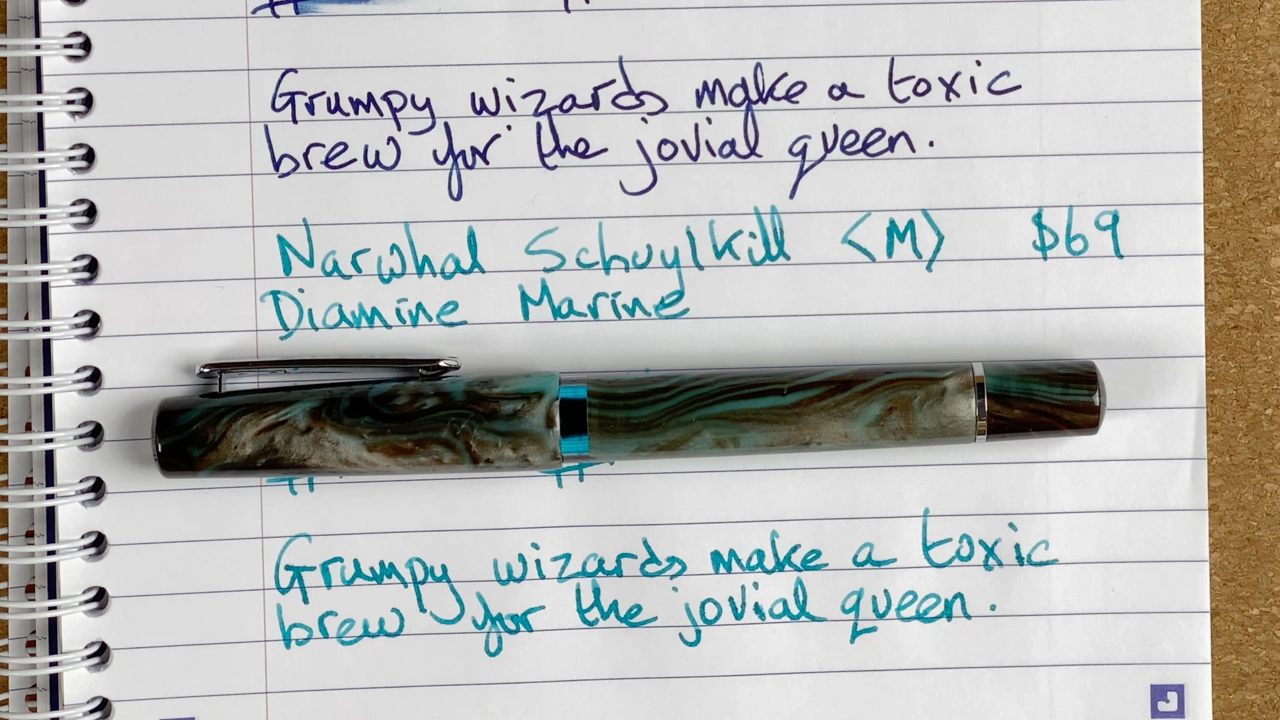 Grumpy wizards make a toxic
brew for the jovial queen.
Narwhal Schuylkill <M> $69
Diamine Marine
Grumpy wizards make a toxic
brew for the jovial queen.